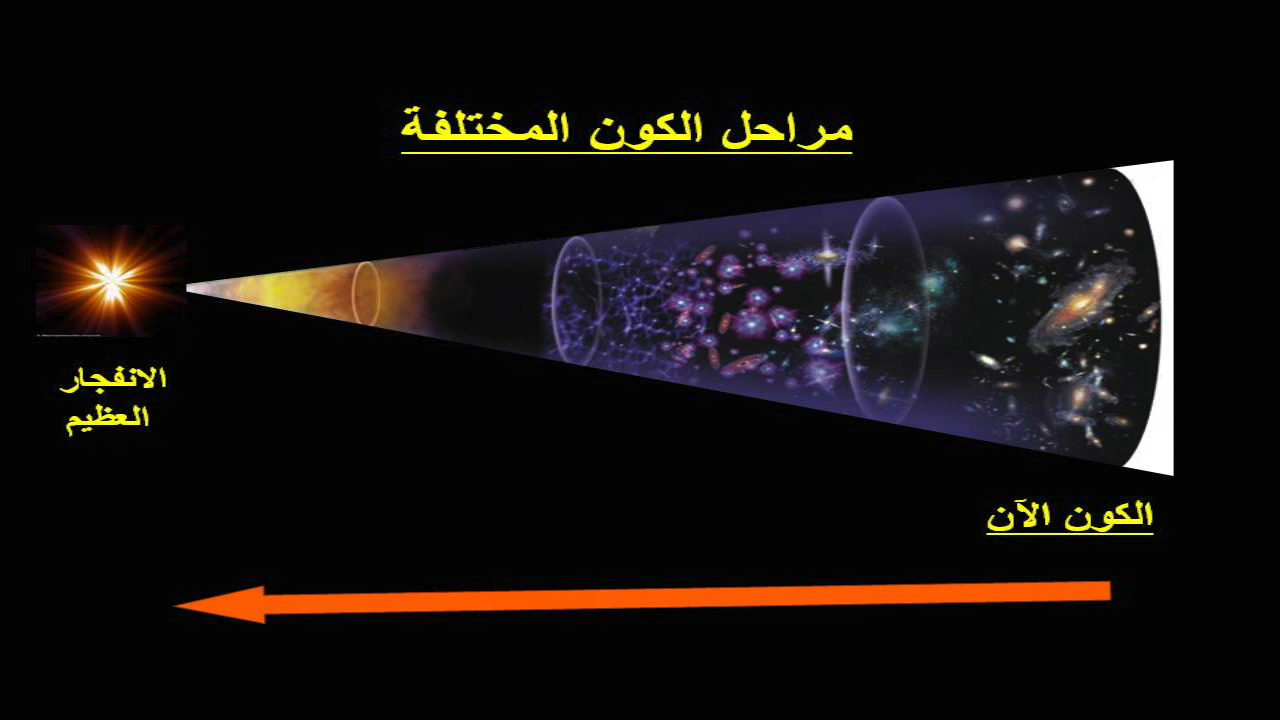 مراحل الكون المختلفة
الانفجار
العظيم
الكون الآن